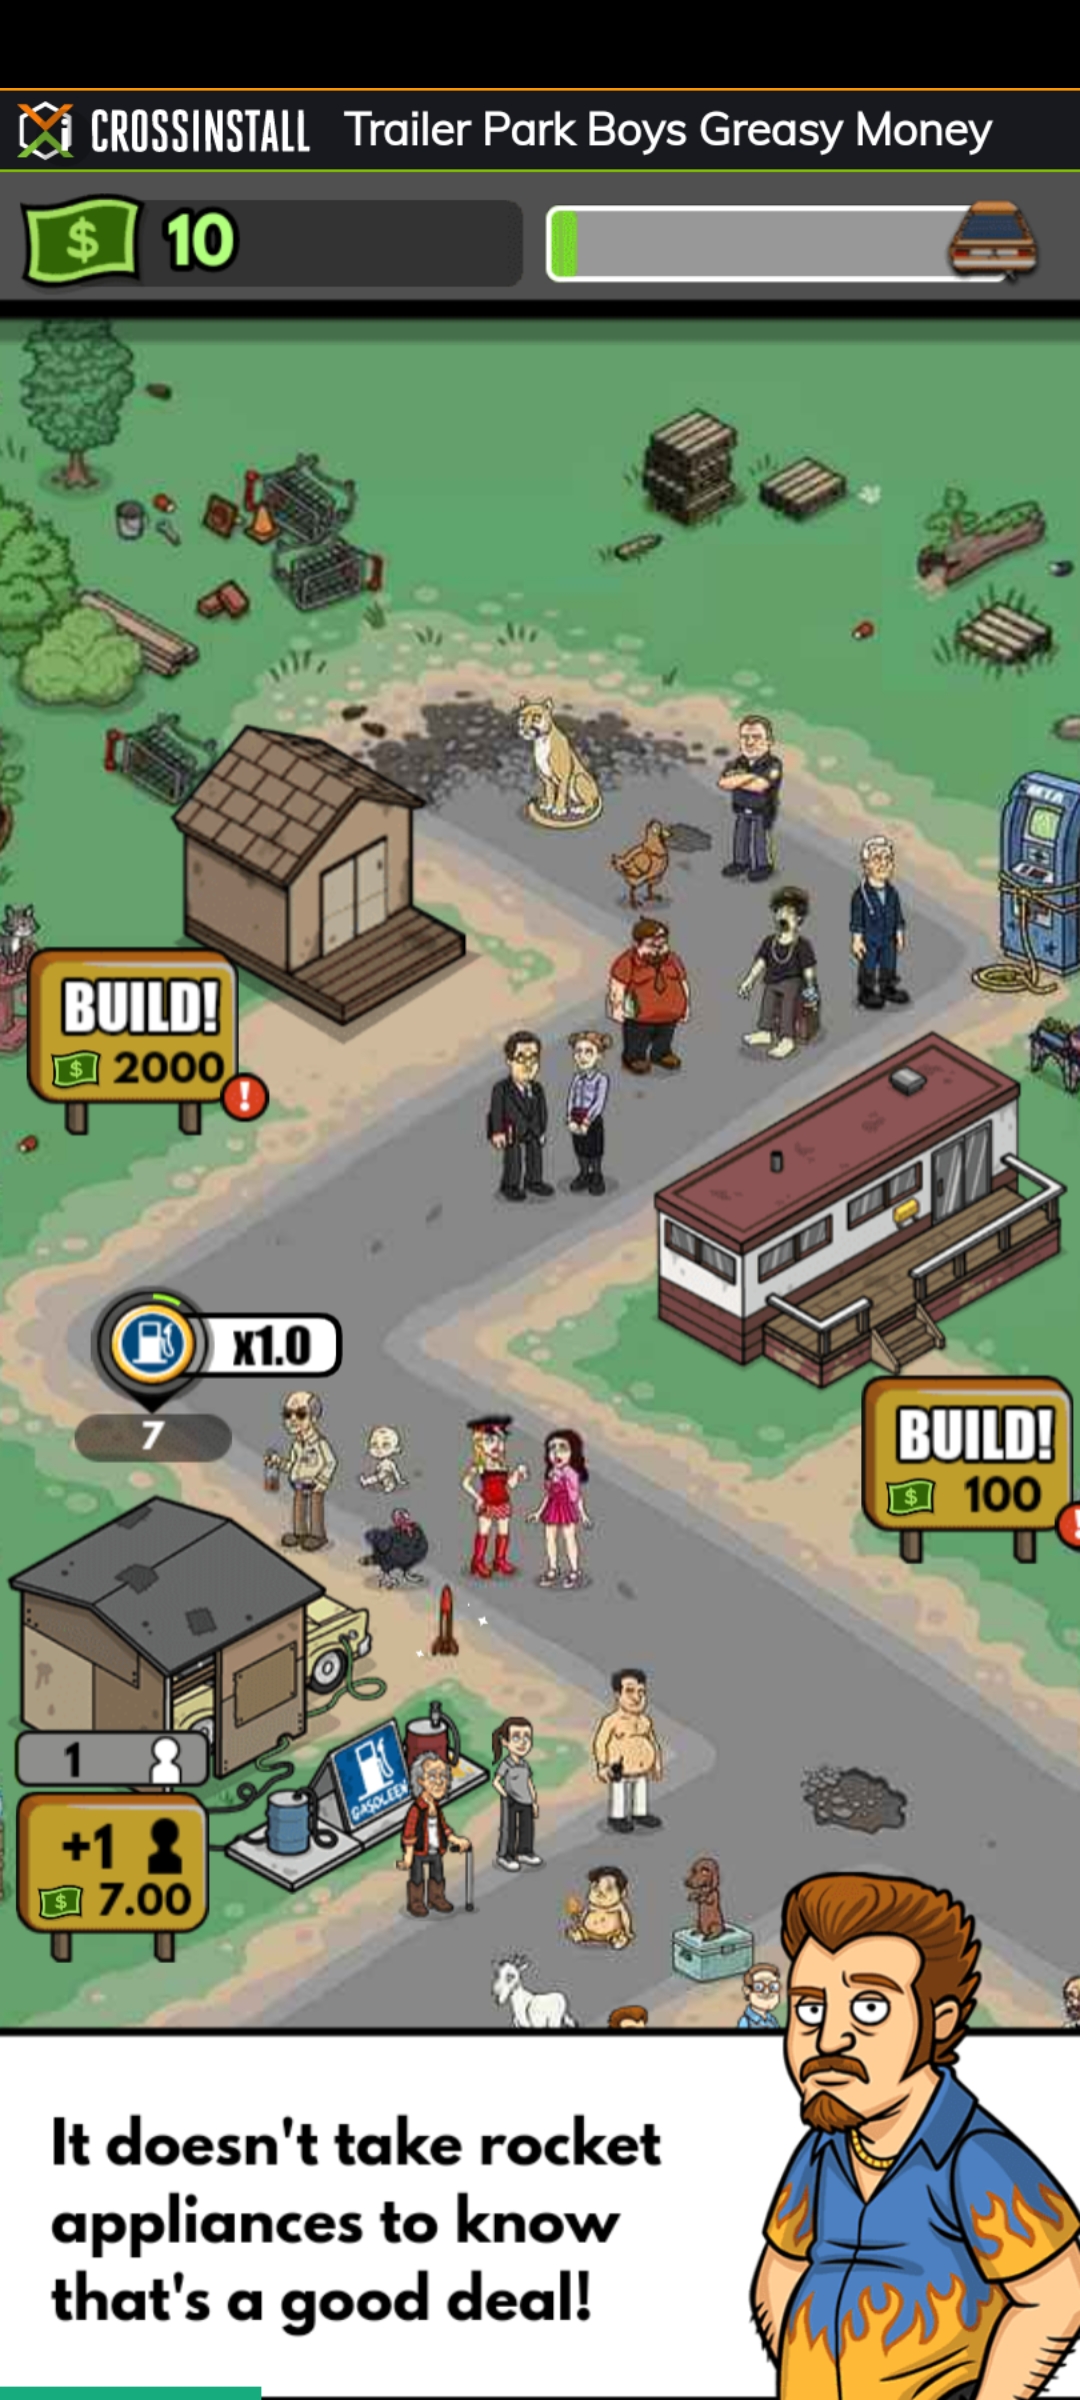 CROSSINSTALL Trailer Park Boys Greasy Money
$ 10
BUILD!
$ 2000
!
x1.0
7
BUILD!
$ 100
!
1
GASOLEEN
+1
$ 7.00
It doesn't take rocket
appliances to know
that's a good deal!